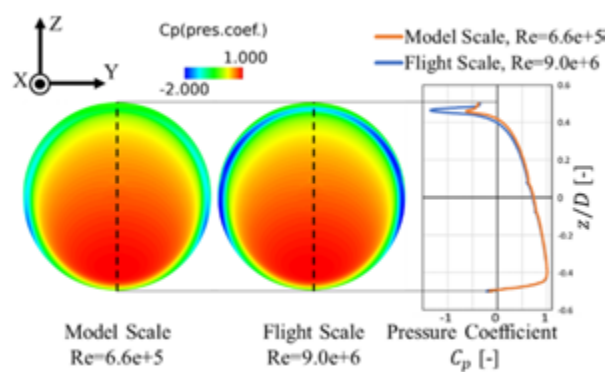 Z
X
Y
Cp(pres.coef.)
1.000
-2.000
Model Scale, Re=6.6e+5
Flight Scale, Re=9.0e+6
0.6
0.4
0.2
0
-0.2
-0.4
-0.6
z/D [-]
-1
0
1
Model Scale
Re=6.6e+5
Flight Scale
Re=9.0e+6
Pressure Coefficient
Cₚ [-]